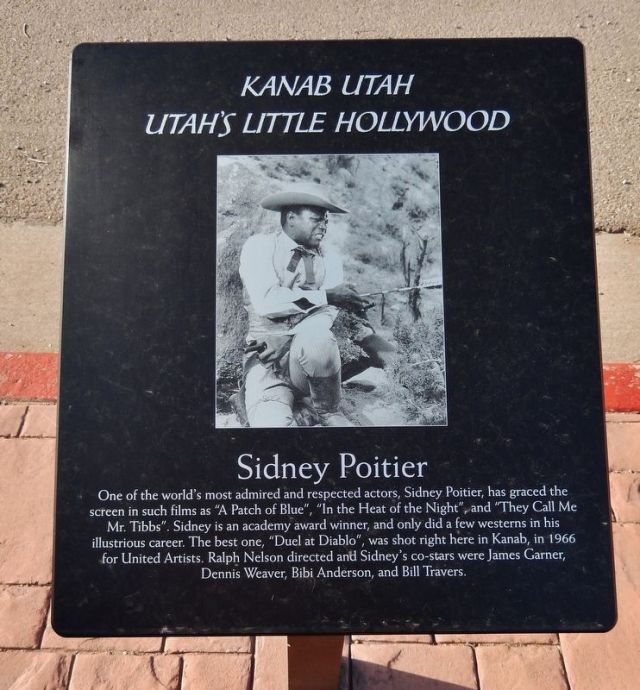 KANAB UTAH
UTAH'S LITTLE HOLLYWOOD
Sidney Poitier
One of the world's most admired and respected actors, Sidney Poitier, has graced the
screen in such films as "A Patch of Blue", "In the Heat of the Night", and "They Call Me
Mr. Tibbs". Sidney is an academy award winner, and only did a few westerns in his
illustrious career. The best one, "Duel at Diablo", was shot right here in Kanab, in 1966
for United Artists. Ralph Nelson directed and Sidney's co-stars were James Garner,
Dennis Weaver, Bibi Anderson, and Bill Travers.